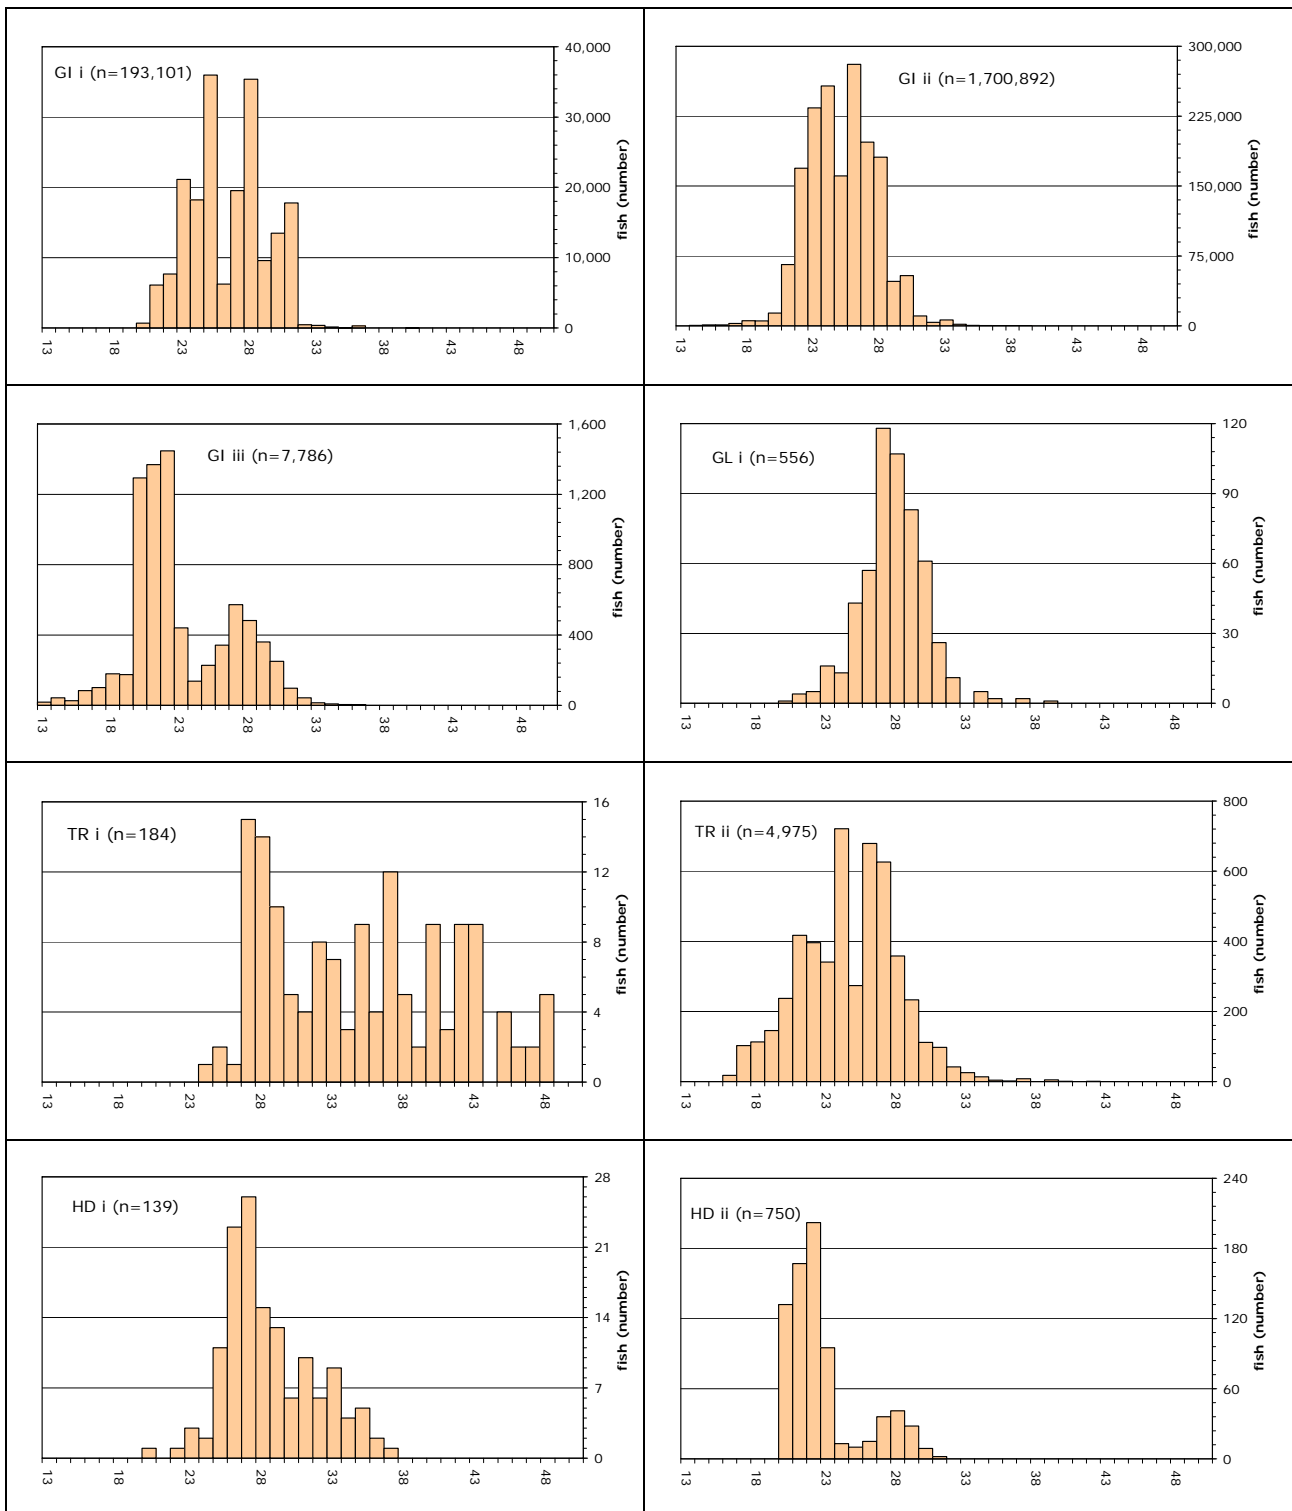 GI i (n=193,101)
40,000
30,000
20,000
10,000
0
fish (number)
13 18 23 28 33 38 43 48
GI ii (n=1,700,892)
300,000
225,000
150,000
75,000
0
fish (number)
13 18 23 28 33 38 43 48
GI iii (n=7,786)
1,600
1,200
800
400
0
fish (number)
13 18 23 28 33 38 43 48
GL i (n=556)
120
90
60
30
0
fish (number)
13 18 23 28 33 38 43 48
TR i (n=184)
16
12
8
4
0
fish (number)
13 18 23 28 33 38 43 48
TR ii (n=4,975)
800
600
400
200
0
fish (number)
13 18 23 28 33 38 43 48
HD i (n=139)
28
21
14
7
0
fish (number)
13 18 23 28 33 38 43 48
HD ii (n=750)
240
180
120
60
0
fish (number)
13 18 23 28 33 38 43 48